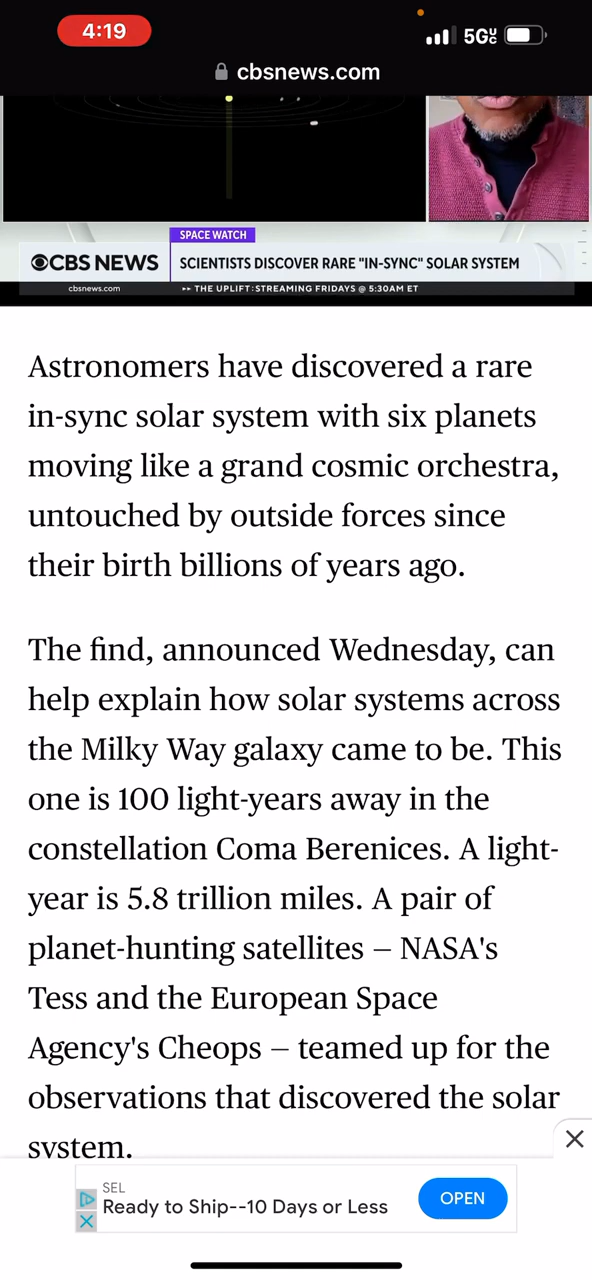 4:19
5G UC
cbsnews.com
SPACE WATCH
CBS NEWS
SCIENTISTS DISCOVER RARE "IN-SYNC" SOLAR SYSTEM
cbsnews.com
THE UPLIFT: STREAMING FRIDAYS @ 5:30AM ET
Astronomers have discovered a rare
in-sync solar system with six planets
moving like a grand cosmic orchestra,
untouched by outside forces since
their birth billions of years ago.
The find, announced Wednesday, can
help explain how solar systems across
the Milky Way galaxy came to be. This
one is 100 light-years away in the
constellation Coma Berenices. A light-
year is 5.8 trillion miles. A pair of
planet-hunting satellites — NASA's
Tess and the European Space
Agency's Cheops — teamed up for the
observations that discovered the solar
system.
SEL
Ready to Ship--10 Days or Less
OPEN